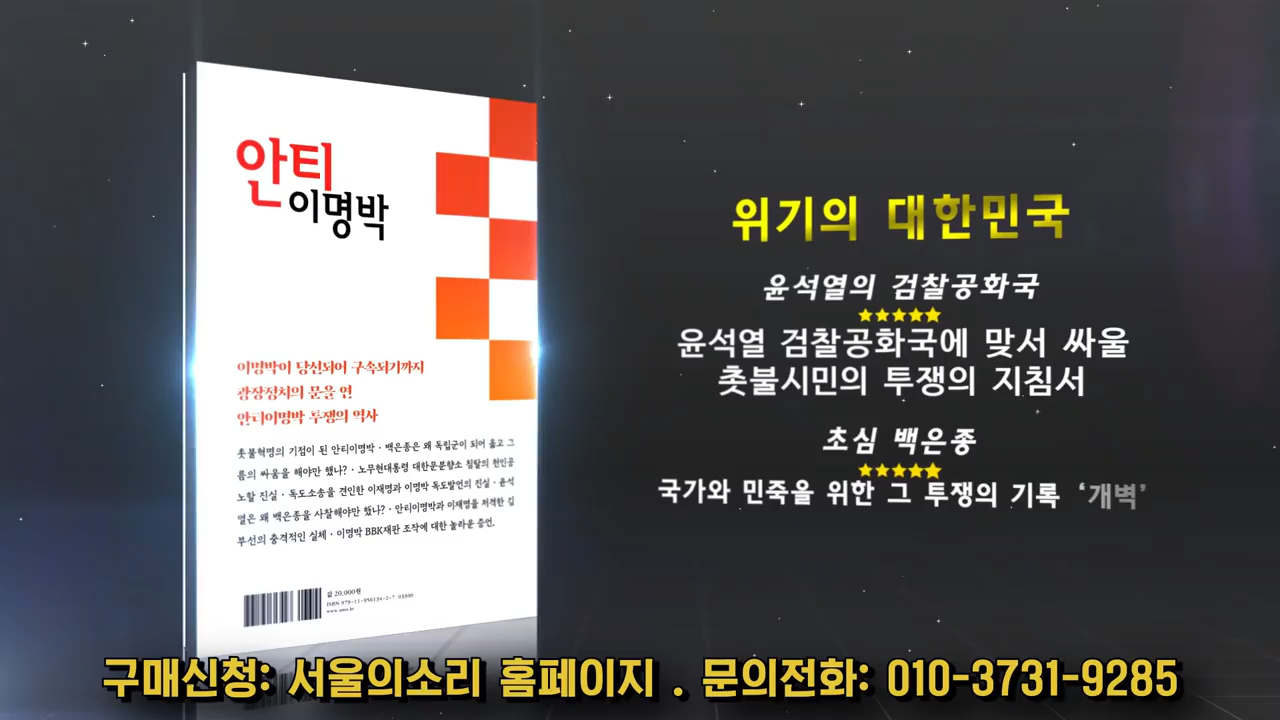 안티
이명박
이명박이 당선되어 구속되기까지
광장정치의 문을 연
안티이명박 투쟁의 역사
촛불혁명의 기점이 된 안티이명박 · 백은종은 왜 독립군이 되어 울고 그
름의 싸움을 해야만 했나? · 노무현대통령 대한문분향소 침탈의 천인공
노할 진실 · 독도소송을 견인한 이재명과 이명박 독도발언의 진실 · 윤석
열은 왜 백은종을 사찰해야만 했나? · 안티이명박과 이재명을 저격한 김
부선의 충격적인 실체 · 이명박 BBK재판 조작에 대한 놀라운 증언.
값 20,000원
위기의 대한민국
윤석열의 검찰공화국
★★★★★
윤석열 검찰공화국에 맞서 싸울
촛불시민의 투쟁의 지침서
초심 백은종
★★★★★
국가와 민족을 위한 그 투쟁의 기록 ‘개벽’
구매신청: 서울의소리 홈페이지 . 문의전화: 010-3731-9285